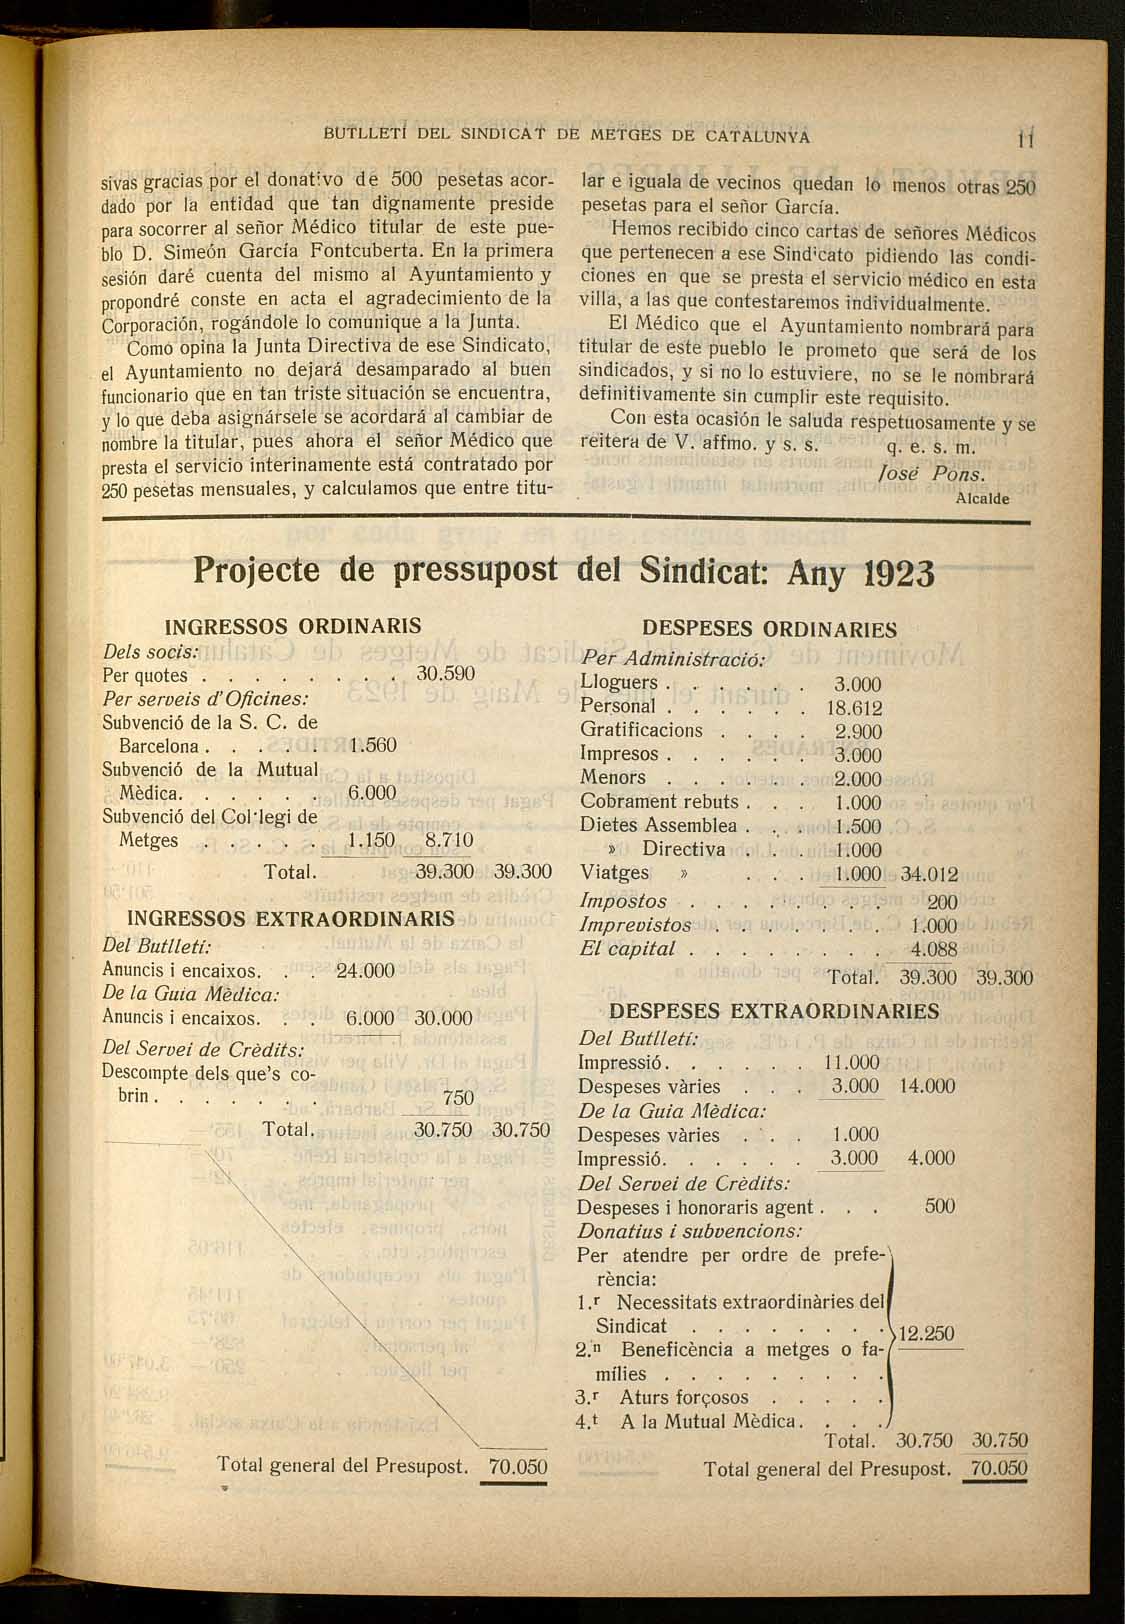 BUTLLETÍ DEL SINDICAT DE METGES DE CATALUNYA 11
sivas gracias por el donativo de 500 pesetas acor-
dado por la entidad que tan dignamente preside
para socorrer al señor Médico titular de este pue-
blo D. Simeón García Fontcuberta. En la primera
sesión daré cuenta del mismo al Ayuntamiento y
propondré conste en acta el agradecimiento de la
Corporación, rogándole lo comunique a la Junta.
Como opina la Junta Directiva de ese Sindicato,
el Ayuntamiento no dejará desamparado al buen
funcionario que en tan triste situación se encuentra,
y lo que deba asignársele se acordará al cambiar de
nombre la titular, pues ahora el señor Médico que
presta el servicio interinamente está contratado por
250 pesetas mensuales, y calculamos que entre titu-
lar e iguala de vecinos quedan lo menos otras 250
pesetas para el señor García.
Hemos recibido cinco cartas de señores Médicos
que pertenecen a ese Sindicato pidiendo las condi-
ciones en que se presta el servicio médico en esta
villa, a las que contestaremos individualmente.
El Médico que el Ayuntamiento nombrará para
titular de este pueblo le prometo que será de los
sindicados, y si no lo estuviere, no se le nombrará
definitivamente sin cumplir este requisito.
Con esta ocasión le saluda respetuosamente y se
reitera de V. affmo. y s. s. q. e. s. m.
José Pons.
Alcalde
Projecte de pressupost del Sindicat: Any 1923
INGRESSOS ORDINARIS
Dels socis:
Per quotes . . . . . . . . 30.590
Per serveis d'Oficines:
Subvenció de la S. C. de
Barcelona . . . . . 1.560
Subvenció de la Mutual
Mèdica. . . . . . 6.000
Subvenció del Col·legi de
Metges . . . . . 1.150 8.710
Total. 39.300 39.300
INGRESSOS EXTRAORDINARIS
Del Butlletí:
Anuncis i encaixos. . . 24.000
De la Guia Mèdica:
Anuncis i encaixos. . . 6.000 30.000
Del Servei de Crèdits:
Descompte dels que's co-
brin . . . . . . . 750
Total. 30.750 30.750
Total general del Presupost. 70.050
DESPESES ORDINARIES
Per Administració:
Lloguers . . . . . . 3.000
Personal . . . . . . 18.612
Gratificacions . . . . 2.900
Impresos . . . . . . 3.000
Menors . . . . . . 2.000
Cobrament rebuts . . . 1.000
Dietes Assemblea . . . 1.500
» Directiva . . . 1.000
Viatges » . . . 1.000 34.012
Impostos . . . . . . . . 200
Imprevistos . . . . . . . 1.000
El capital . . . . . . . . 4.088
Total. 39.300 39.300
DESPESES EXTRAORDINARIES
Del Butlletí:
Impressió. . . . . . 11.000
Despeses vàries . . . 3.000 14.000
De la Guia Mèdica:
Despeses vàries . . . 1.000
Impressió. . . . . . 3.000 4.000
Del Servei de Crèdits:
Despeses i honoraris agent . . . 500
Donatius i subvencions:
Per atendre per ordre de prefe-
rència:
1.r Necessitats extraordinàries del
Sindicat . . . . . . . .
12.250
2.n Beneficència a metges o fa-
mílies . . . . . . . . .
3.r Aturs forçosos . . . . .
4.t A la Mutual Mèdica. . . .
Total. 30.750 30.750
Total general del Presupost. 70.050